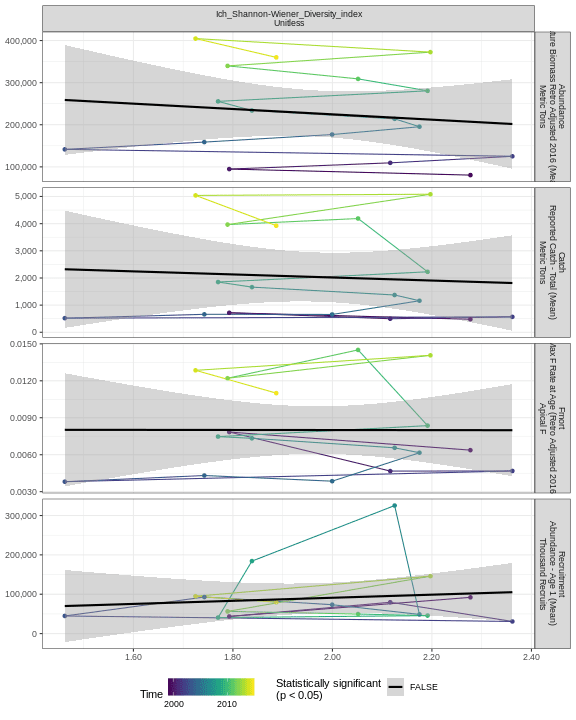 Ich_Shannon-Wiener_Diversity_index
Unitless
400,000
300,000
200,000
100,000
Abundance
Biomass Retro Adjusted 2016
Metric Tons
5,000
4,000
3,000
2,000
1,000
0
Catch
Reported Catch - Total (Mean)
Metric Tons
0.0150
0.0120
0.0090
0.0060
0.0030
Fmort
F Rate at Age (Retro Adjusted 2016
Apical F
300,000
200,000
100,000
0
Recruitment
Abundance - Age 1 (Mean)
Thousand Recruits
1.60
1.80
2.00
2.20
2.40
Time
2000
2010
Statistically significant
(p < 0.05)
FALSE